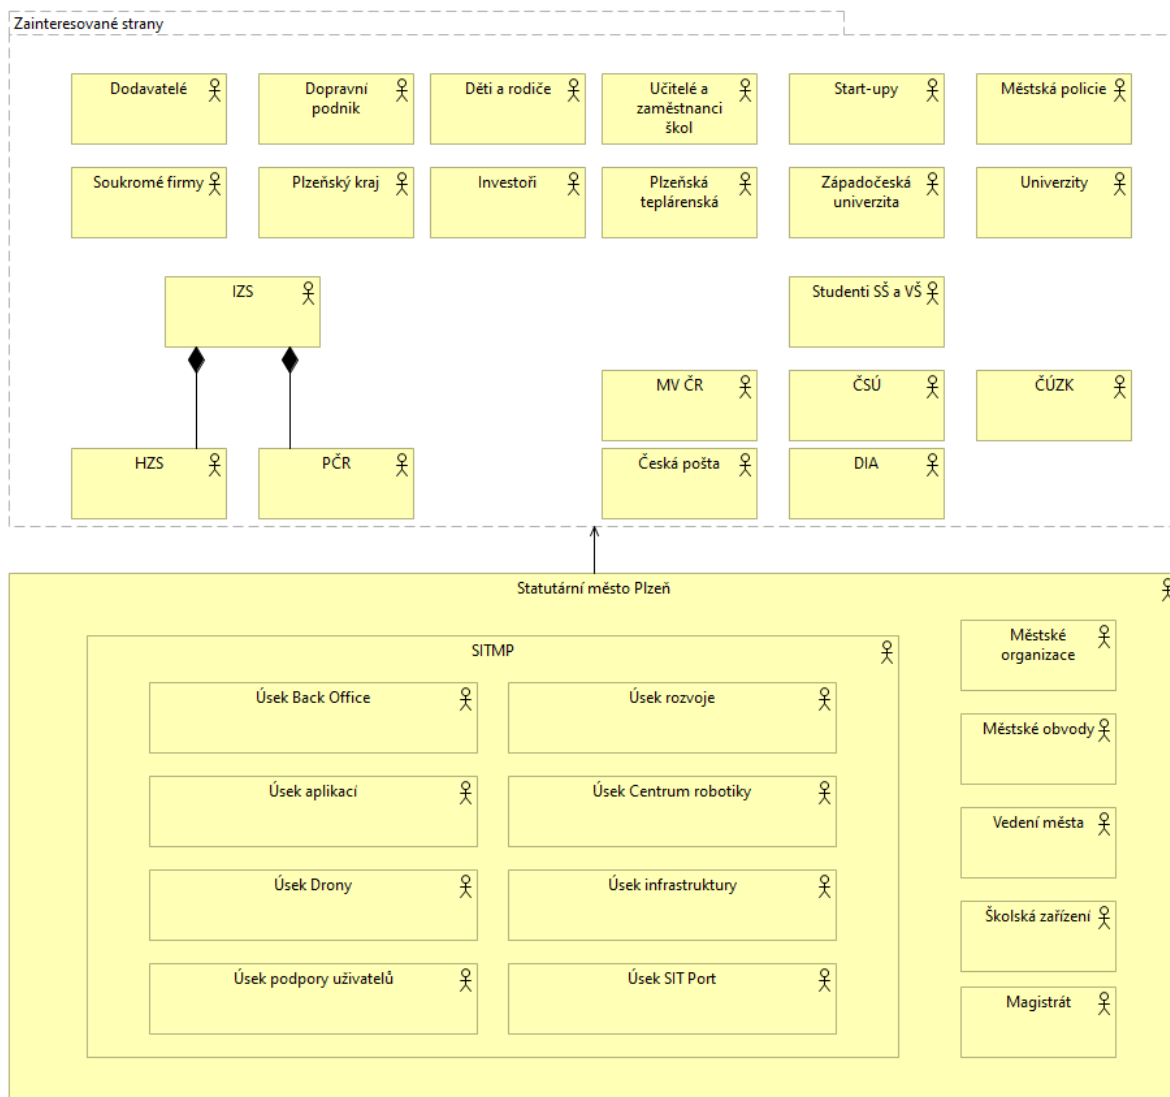 Zainteresované strany
Dodavatelé
Dopravní
podnik
Děti a rodiče
Učitelé a
zaměstnanci
škol
Start-upy
Městská policie
Soukromé firmy
Plzeňský kraj
Investoři
Plzeňská
teplárenská
Západočeská
univerzita
Univerzity
IZS
Studenti SŠ a VŠ
MV ČR
ČSÚ
ČÚZK
HZS
PČR
Česká pošta
DIA
Statutární město Plzeň
SITMP
Úsek Back Office
Úsek rozvoje
Úsek aplikací
Úsek Centrum robotiky
Úsek Drony
Úsek infrastruktury
Úsek podpory uživatelů
Úsek SIT Port
Městské
organizace
Městské obvody
Vedení města
Školská zařízení
Magistrát